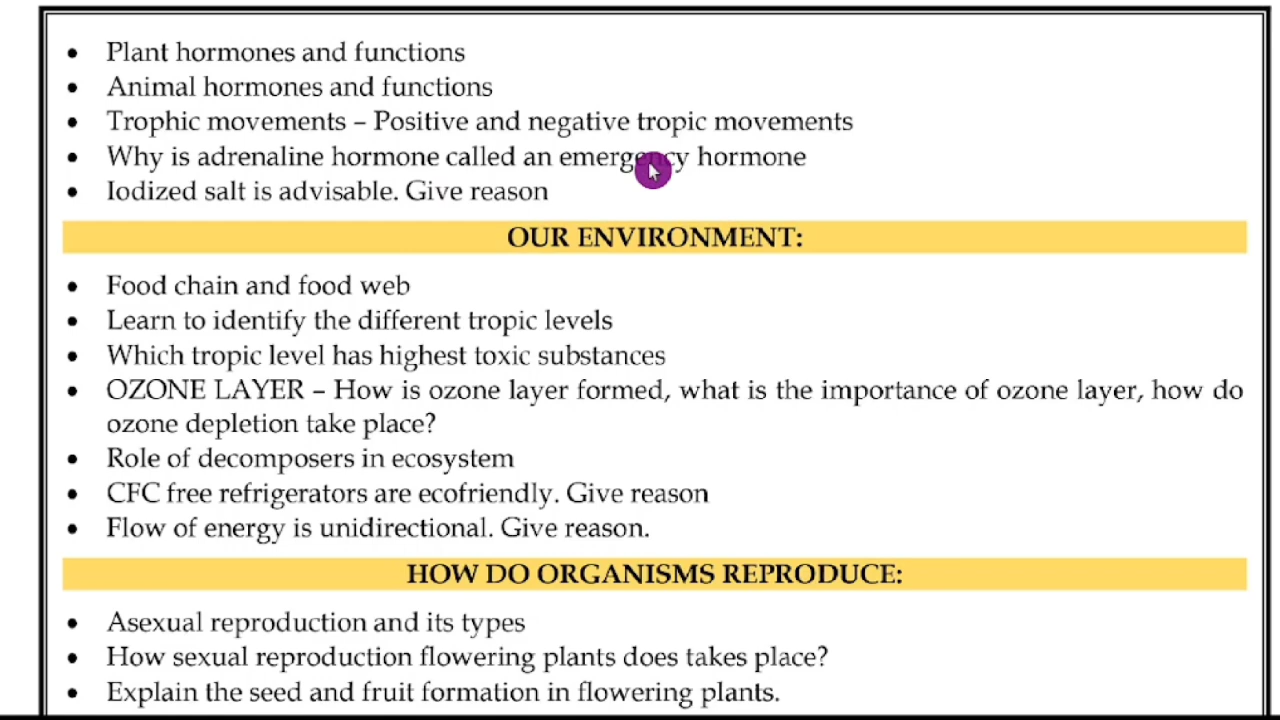 • Plant hormones and functions
• Animal hormones and functions
• Trophic movements – Positive and negative tropic movements
• Why is adrenaline hormone called an emergency hormone
• Iodized salt is advisable. Give reason
OUR ENVIRONMENT:
• Food chain and food web
• Learn to identify the different tropic levels
• Which tropic level has highest toxic substances
• OZONE LAYER – How is ozone layer formed, what is the importance of ozone layer, how do
ozone depletion take place?
• Role of decomposers in ecosystem
• CFC free refrigerators are ecofriendly. Give reason
• Flow of energy is unidirectional. Give reason.
HOW DO ORGANISMS REPRODUCE:
• Asexual reproduction and its types
• How sexual reproduction flowering plants does takes place?
• Explain the seed and fruit formation in flowering plants.